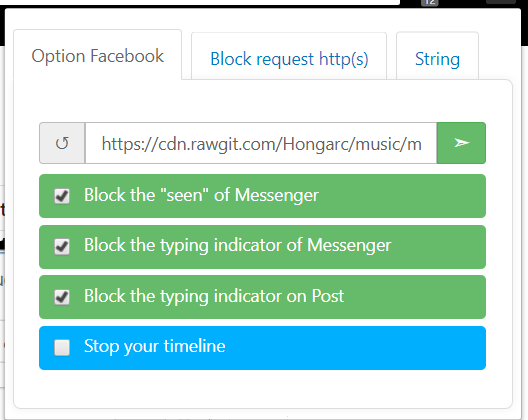 12
Option Facebook
Block request http(s)
String
https://cdn.rawgit.com/Hongarc/music/m
Block the "seen" of Messenger
Block the typing indicator of Messenger
Block the typing indicator on Post
Stop your timeline